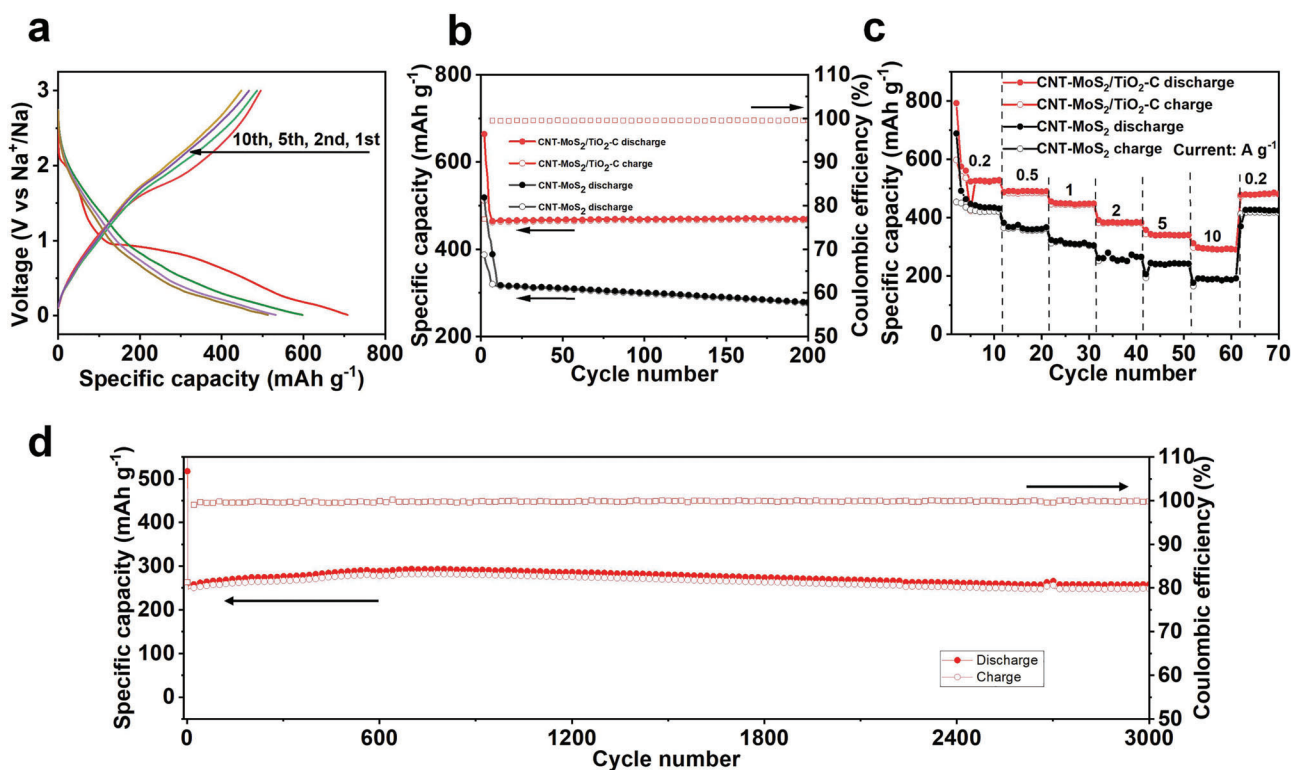 a
Voltage (V vs Na⁺/Na)
3
2
1
0
10th, 5th, 2nd, 1st
0 200 400 600 800
Specific capacity (mAh g⁻¹)
b
Specific capacity (mAh g⁻¹)
800
600
400
200
CNT-MoS₂/TiO₂-C discharge
CNT-MoS₂/TiO₂-C charge
CNT-MoS₂ discharge
CNT-MoS₂ discharge
110
100
90
80
70
60
50
Coulombic efficiency (%)
0 50 100 150 200
Cycle number
c
Specific capacity (mAh g⁻¹)
800
600
400
200
0
CNT-MoS₂/TiO₂-C discharge
CNT-MoS₂/TiO₂-C charge
CNT-MoS₂ discharge
CNT-MoS₂ charge
Current: A g⁻¹
0.2 0.5 1 2 5 10 0.2
10 20 30 40 50 60 70
Cycle number
d
Specific capacity (mAh g⁻¹)
500
400
300
200
100
0
Discharge
Charge
110
100
90
80
70
60
50
Coulombic efficiency (%)
0 600 1200 1800 2400 3000
Cycle number